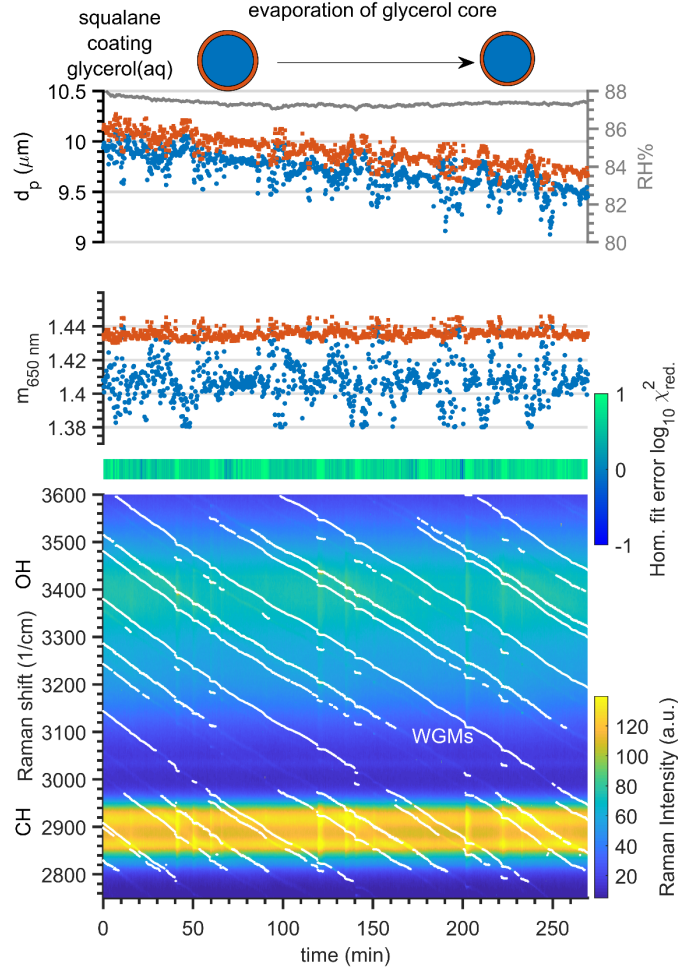 squalane
coating
glycerol(aq)
evaporation of glycerol core
10.5
10
9.5
9
d_p (μm)
88
86
84
82
80
RH%
1.44
1.42
1.4
1.38
m_650 nm
1
0
-1
Hom. fit error log_10 χ^2_red.
3600
3500
3400
3300
3200
3100
3000
2900
2800
OH
CH
Raman shift (1/cm)
WGMs
120
100
80
60
40
20
Raman Intensity (a.u.)
0
50
100
150
200
250
time (min)